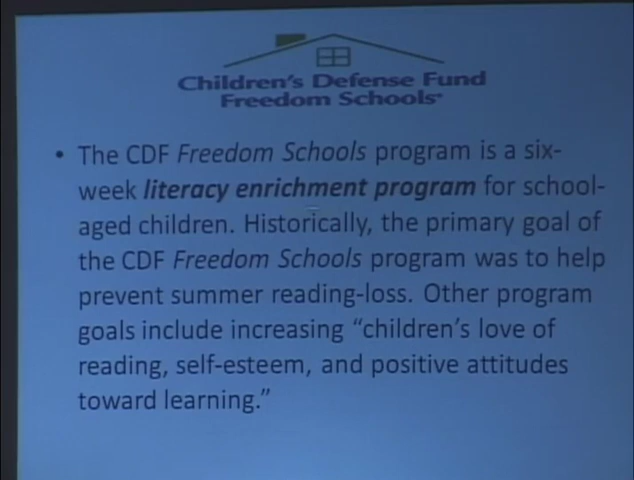 Children's Defense Fund
Freedom Schools
• The CDF Freedom Schools program is a six-
week literacy enrichment program for school-
aged children. Historically, the primary goal of
the CDF Freedom Schools program was to help
prevent summer reading-loss. Other program
goals include increasing “children's love of
reading, self-esteem, and positive attitudes
toward learning.”